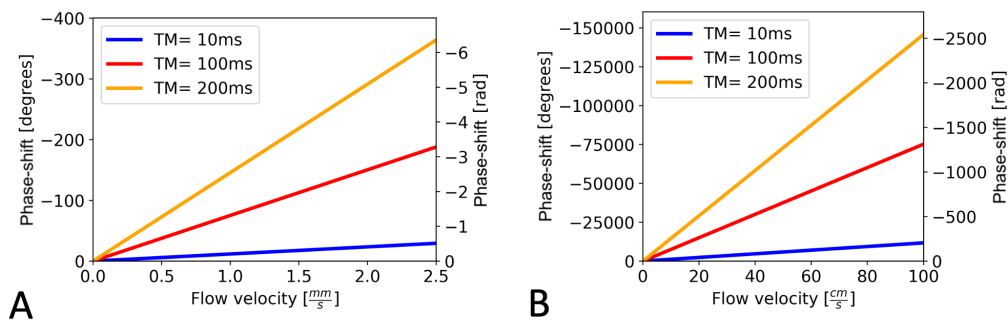 −400
−300
−200
−100
0
Phase-shift [degrees]
TM= 10ms
TM= 100ms
TM= 200ms
−6
−5
−4
−3
−2
−1
0
Phase-shift [rad]
0.0 0.5 1.0 1.5 2.0 2.5
Flow velocity [mm/s]
A
−150000
−125000
−100000
−75000
−50000
−25000
0
Phase-shift [degrees]
TM= 10ms
TM= 100ms
TM= 200ms
−2500
−2000
−1500
−1000
−500
0
Phase-shift [rad]
0 20 40 60 80 100
Flow velocity [cm/s]
B